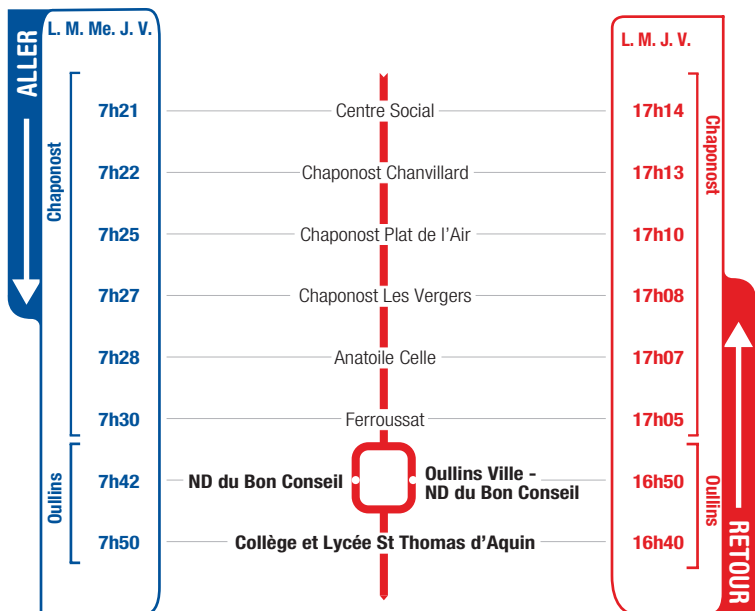 ALLER
L. M. Me. J. V.
L. M. J. V.
Chaponost
Chaponost
7h21 Centre Social 17h14
7h22 Chaponost Chanvillard 17h13
7h25 Chaponost Plat de l'Air 17h10
7h27 Chaponost Les Vergers 17h08
7h28 Anatoile Celle 17h07
7h30 Ferroussat 17h05
Oullins
Oullins
7h42 ND du Bon Conseil Oullins Ville - 16h50
ND du Bon Conseil
7h50 Collège et Lycée St Thomas d'Aquin 16h40
RETOUR